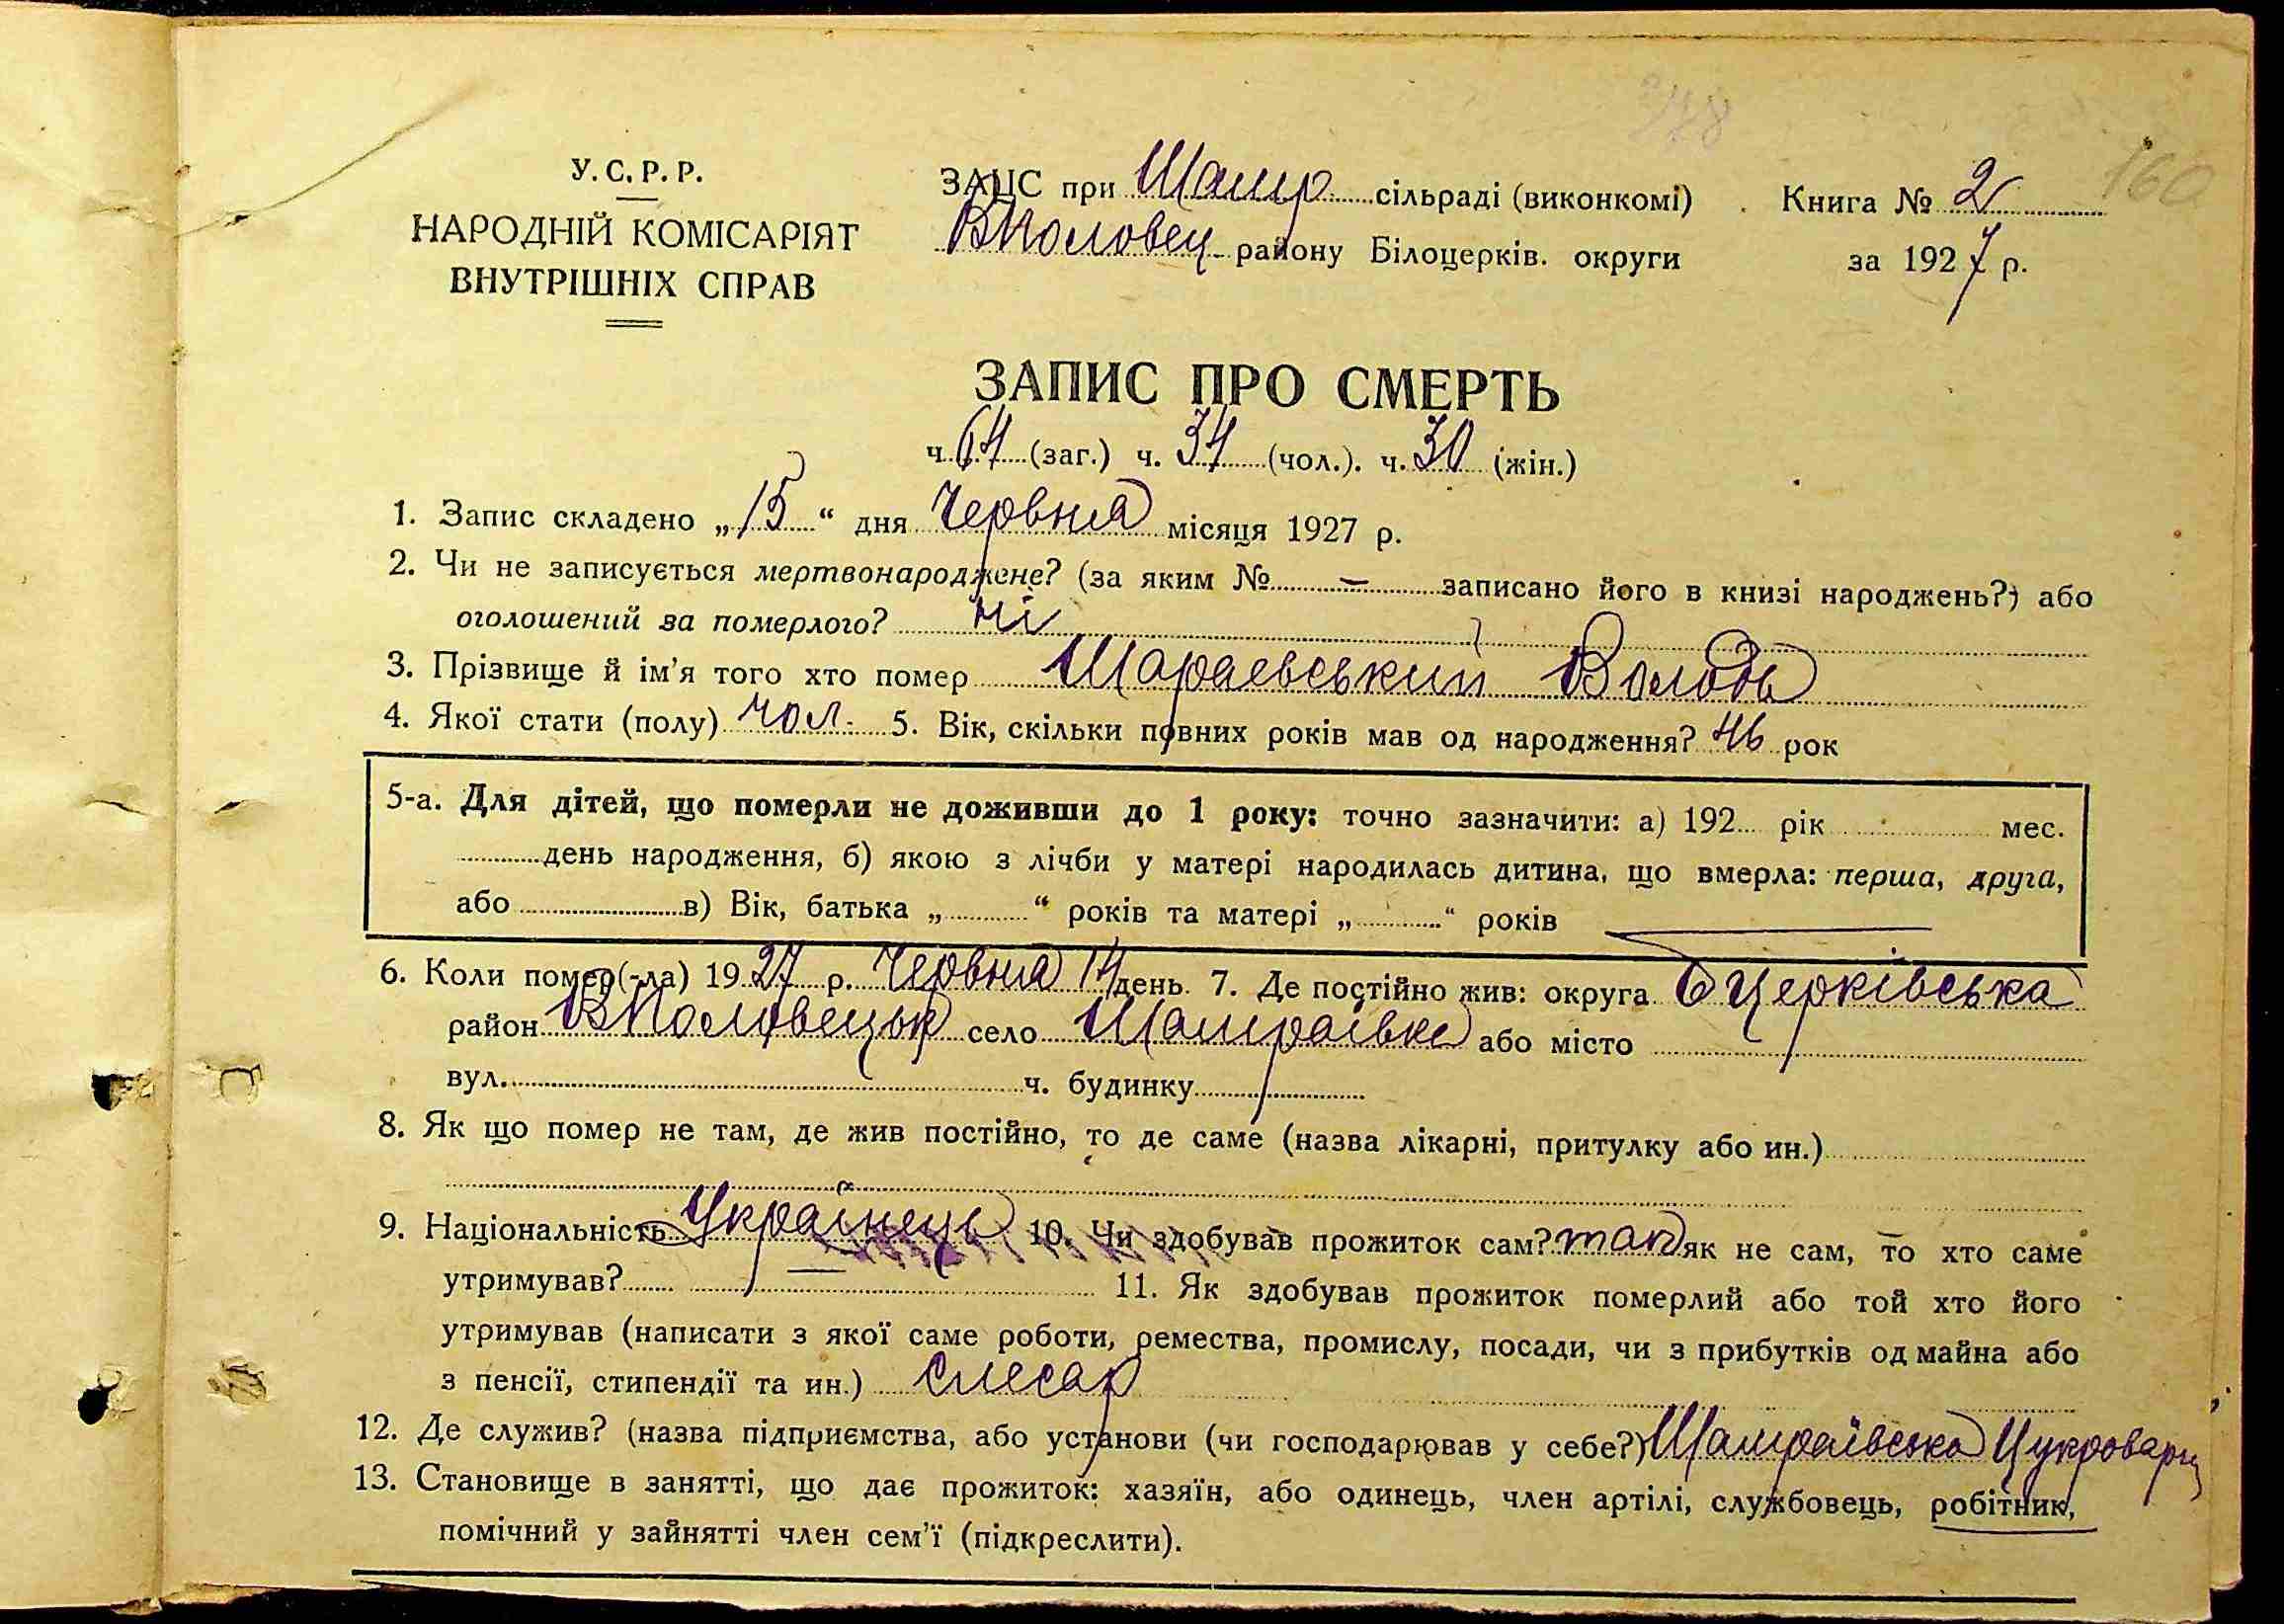 348
160
У.С.Р.Р.
НАРОДНІЙ КОМІСАРІЯТ
ВНУТРІШНІХ СПРАВ
ЗАЦС при Шамр сільраді (виконкомі)
ВПоловец району Білоцерків. округи
Книга № 2
за 1927 р.
ЗАПИС ПРО СМЕРТЬ
ч. 64 (заг.) ч. 34 (чол.). ч. 30 (жін.)
1. Запис складено „15“ дня Червня місяця 1927 р.
2. Чи не записується мертвонароджене? (за яким № = записано його в книзі народжень?) або
оголошений за померлого? ні
3. Прізвище й ім'я того хто помер Шараевський Володь
4. Якої стати (полу) чол. 5. Вік, скільки повних років мав од народження? 46 рок
5-а. Для дітей, що померли не доживши до 1 року: точно зазначити: а) 192 рік мес.
день народження, б) якою з лічби у матері народилась дитина, що вмерла: перша, друга,
або в) Вік, батька „ “ років та матері „ “ років
6. Коли помер(-ла) 1927 р. Червня 14 день. 7. Де постійно жив: округа БЦерківська
район ВПоловецьк село Шамраівка або місто
вул. ч. будинку
8. Як що помер не там, де жив постійно, то де саме (назва лікарні, притулку або ин.)
9. Національність Українець 10. Чи здобував прожиток сам? так як не сам, то хто саме
утримував? — 11. Як здобував прожиток померлий або той хто його
утримував (написати з якої саме роботи, ремества, промислу, посади, чи з прибутків од майна або
з пенсії, стипендії та ин.) Слесар
12. Де служив? (назва підприємства, або установи (чи господарював у себе?) Шамраївська Цукроварн
13. Становище в занятті, що дає прожиток: хазяїн, або одинець, член артілі, службовець, робітник,
помічний у зайнятті член сем'ї (підкреслити).